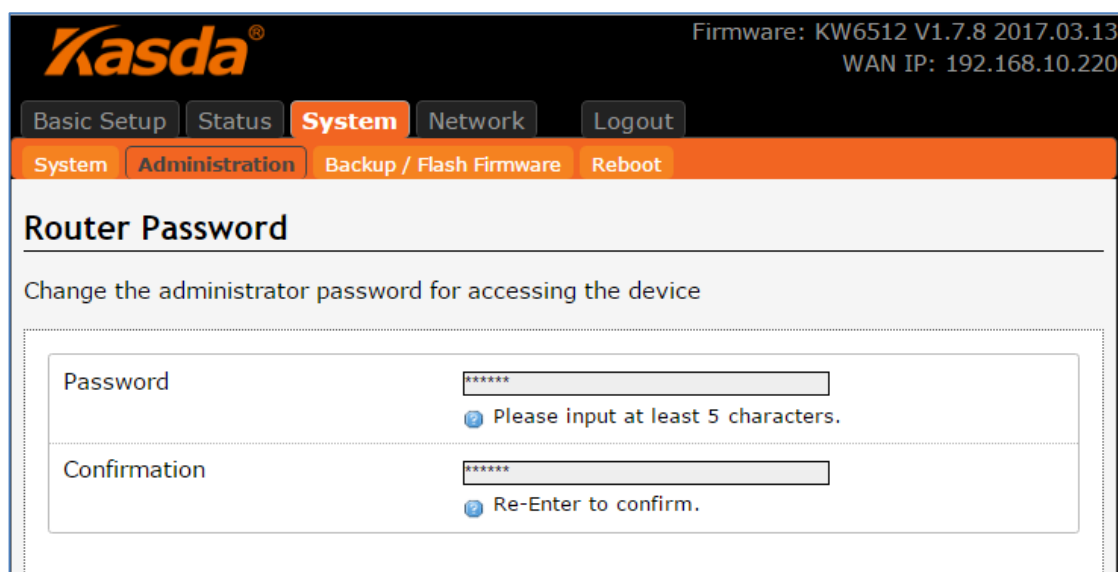 Kasda®
Firmware: KW6512 V1.7.8 2017.03.13
WAN IP: 192.168.10.220
Basic Setup Status System Network Logout
System Administration Backup / Flash Firmware Reboot
Router Password
Change the administrator password for accessing the device
Password ******
Please input at least 5 characters.
Confirmation ******
Re-Enter to confirm.